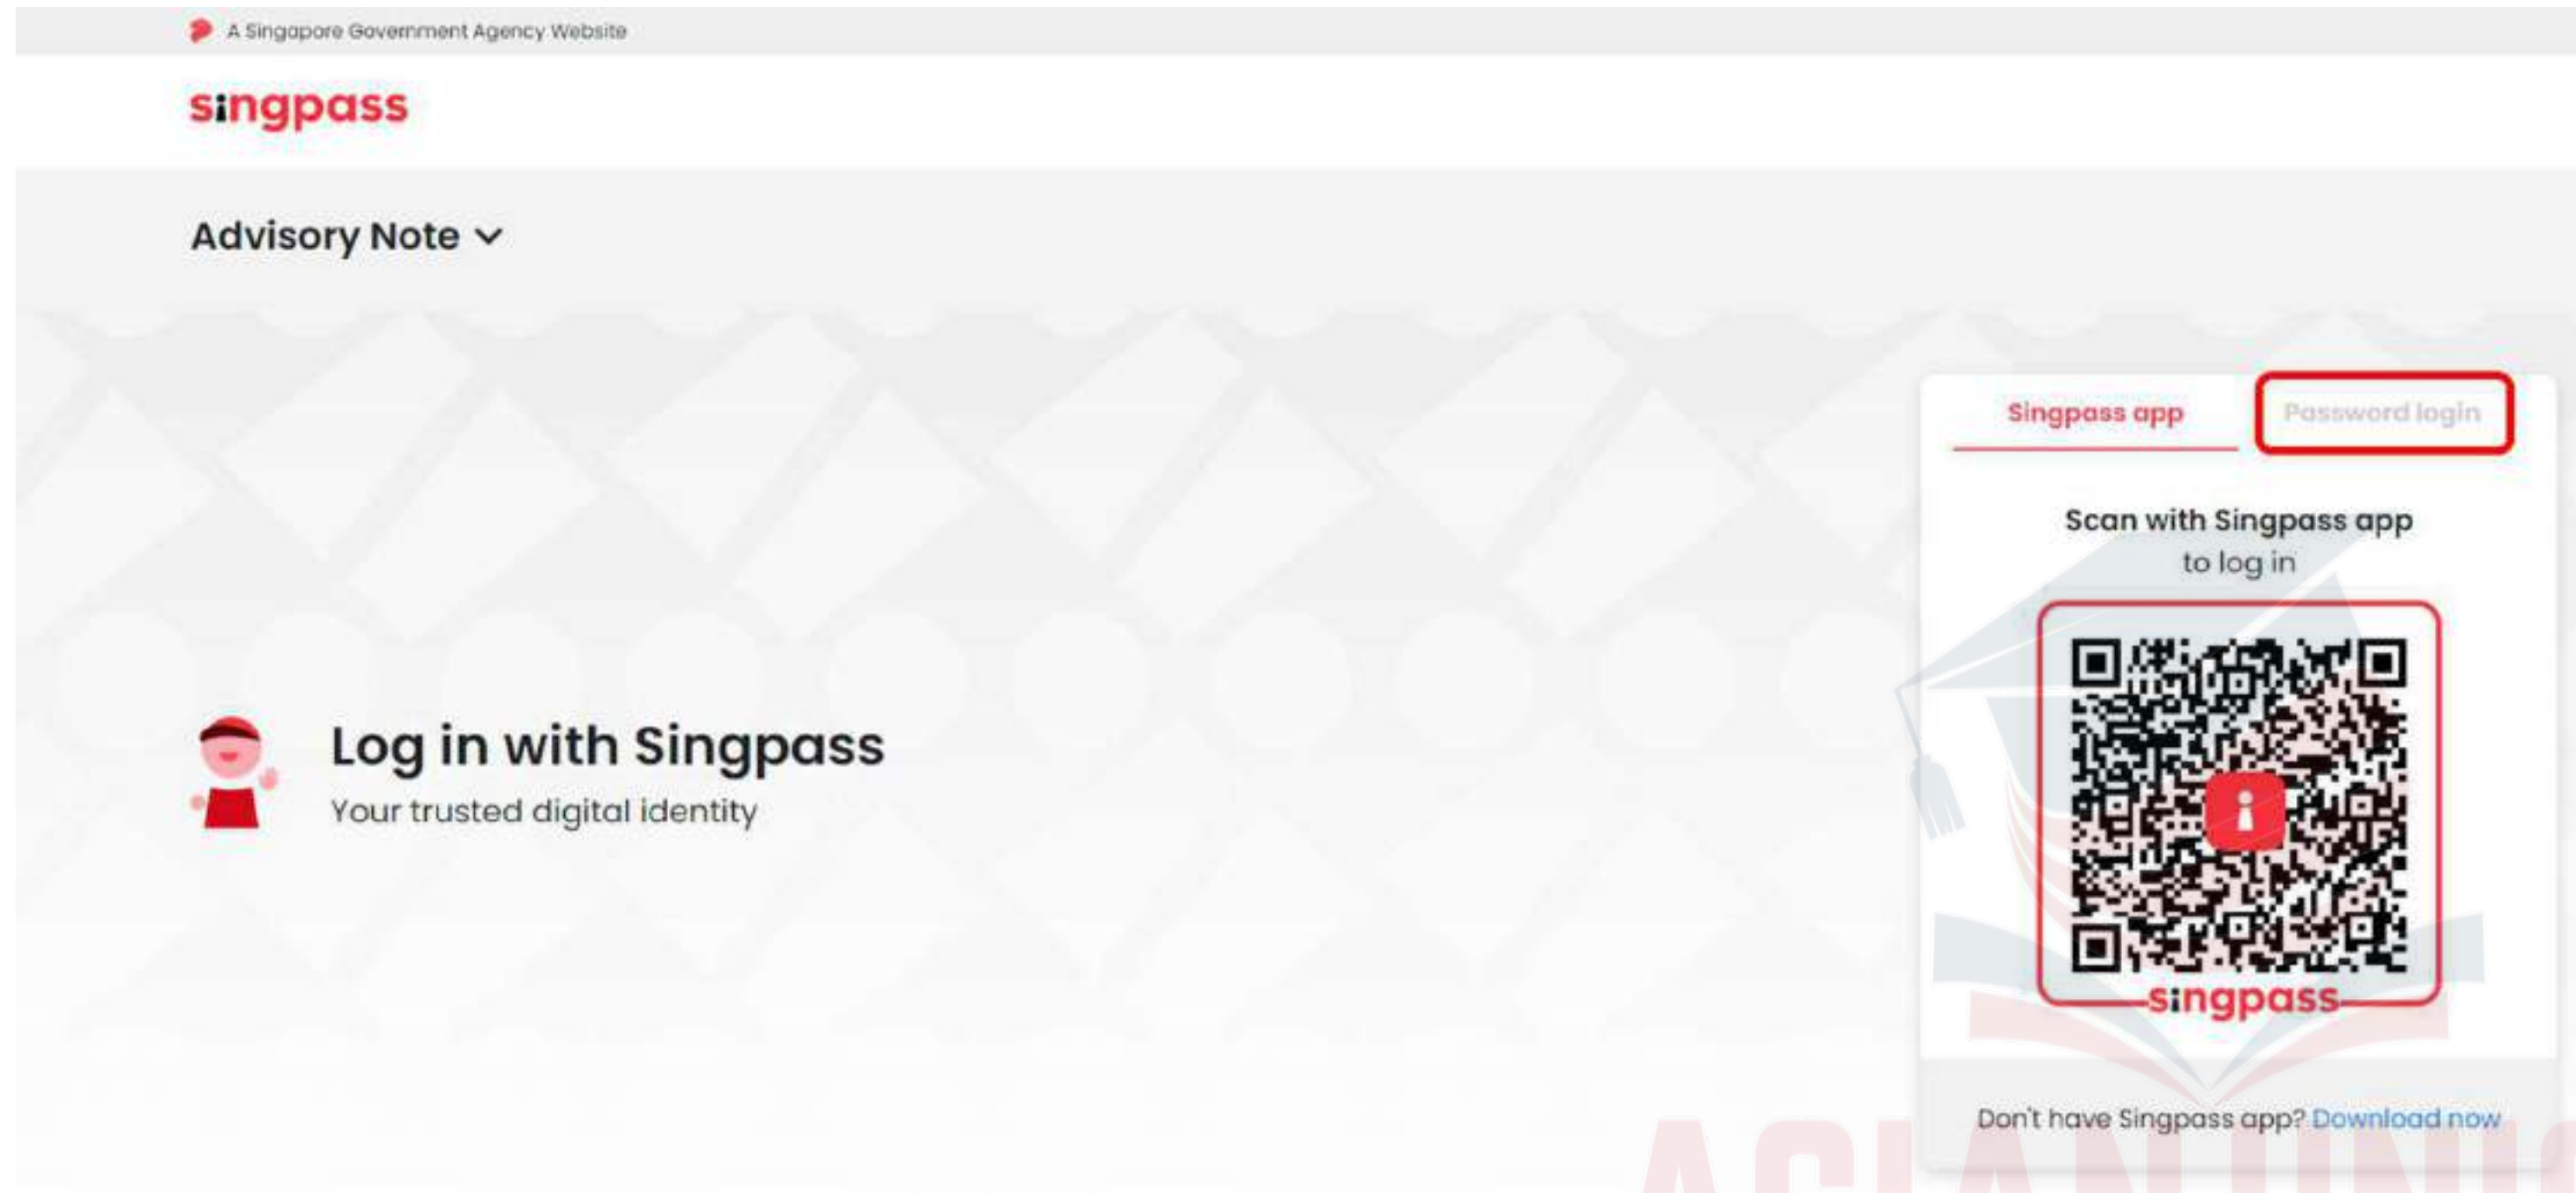 A Singapore Government Agency Website
singpass
Advisory Note
Singpass app
Password login
Scan with Singpass app
to log in
Log in with Singpass
Your trusted digital identity
singpass
Don't have Singpass app? Download now